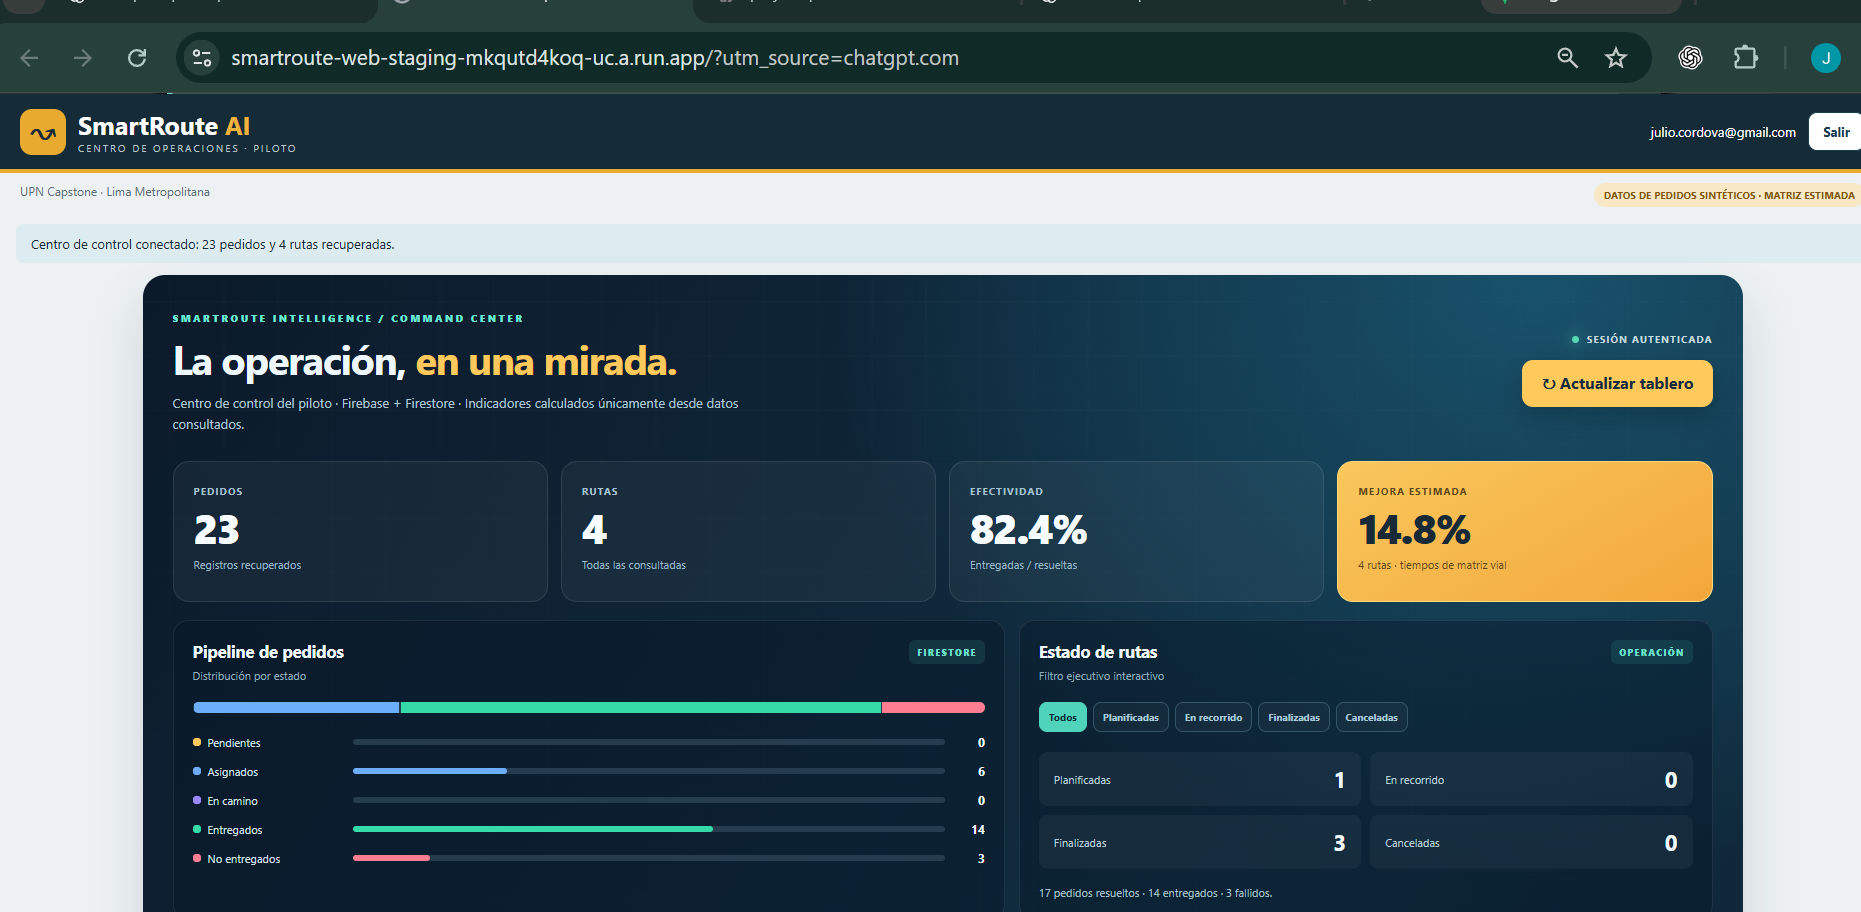 smartroute-web-staging-mkqutd4koq-uc.a.run.app/?utm_source=chatgpt.com
J
SmartRoute AI
CENTRO DE OPERACIONES · PILOTO
julio.cordova@gmail.com
Salir
UPN Capstone · Lima Metropolitana
DATOS DE PEDIDOS SINTÉTICOS · MATRIZ ESTIMADA
Centro de control conectado: 23 pedidos y 4 rutas recuperadas.
SMARTROUTE INTELLIGENCE / COMMAND CENTER
La operación, en una mirada.
Centro de control del piloto · Firebase + Firestore · Indicadores calculados únicamente desde datos
consultados.
SESIÓN AUTENTICADA
↻ Actualizar tablero
PEDIDOS
23
Registros recuperados
RUTAS
4
Todas las consultadas
EFECTIVIDAD
82.4%
Entregadas / resueltas
MEJORA ESTIMADA
14.8%
4 rutas · tiempos de matriz vial
Pipeline de pedidos
FIRESTORE
Distribución por estado
Pendientes 0
Asignados 6
En camino 0
Entregados 14
No entregados 3
Estado de rutas
OPERACIÓN
Filtro ejecutivo interactivo
Todos Planificadas En recorrido Finalizadas Canceladas
Planificadas 1
En recorrido 0
Finalizadas 3
Canceladas 0
17 pedidos resueltos · 14 entregados · 3 fallidos.